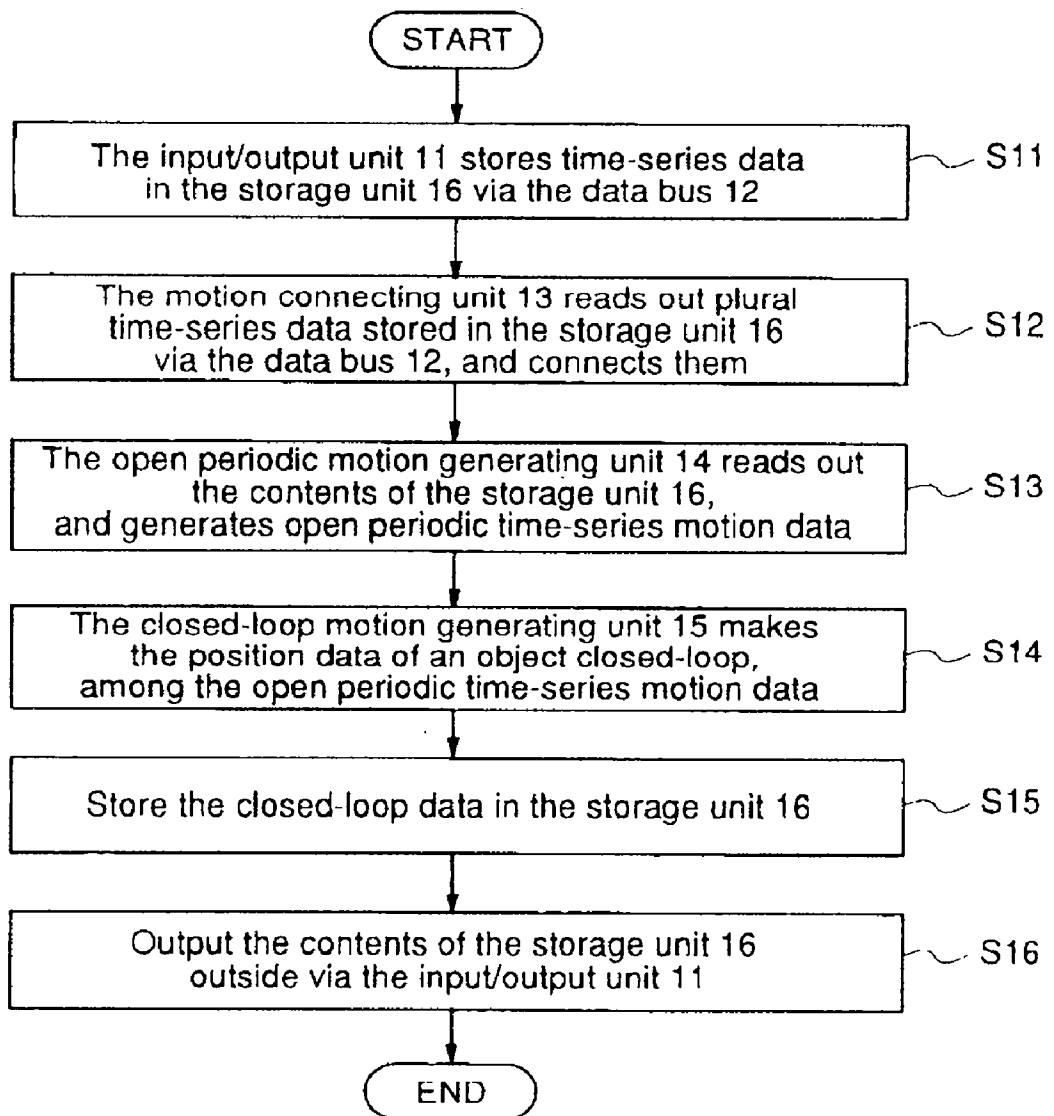 START
The input/output unit 11 stores time-series data
in the storage unit 16 via the data bus 12
S11
The motion connecting unit 13 reads out plural
time-series data stored in the storage unit 16
via the data bus 12, and connects them
S12
The open periodic motion generating unit 14 reads out
the contents of the storage unit 16,
and generates open periodic time-series motion data
S13
The closed-loop motion generating unit 15 makes
the position data of an object closed-loop,
among the open periodic time-series motion data
S14
Store the closed-loop data in the storage unit 16
S15
Output the contents of the storage unit 16
outside via the input/output unit 11
S16
END